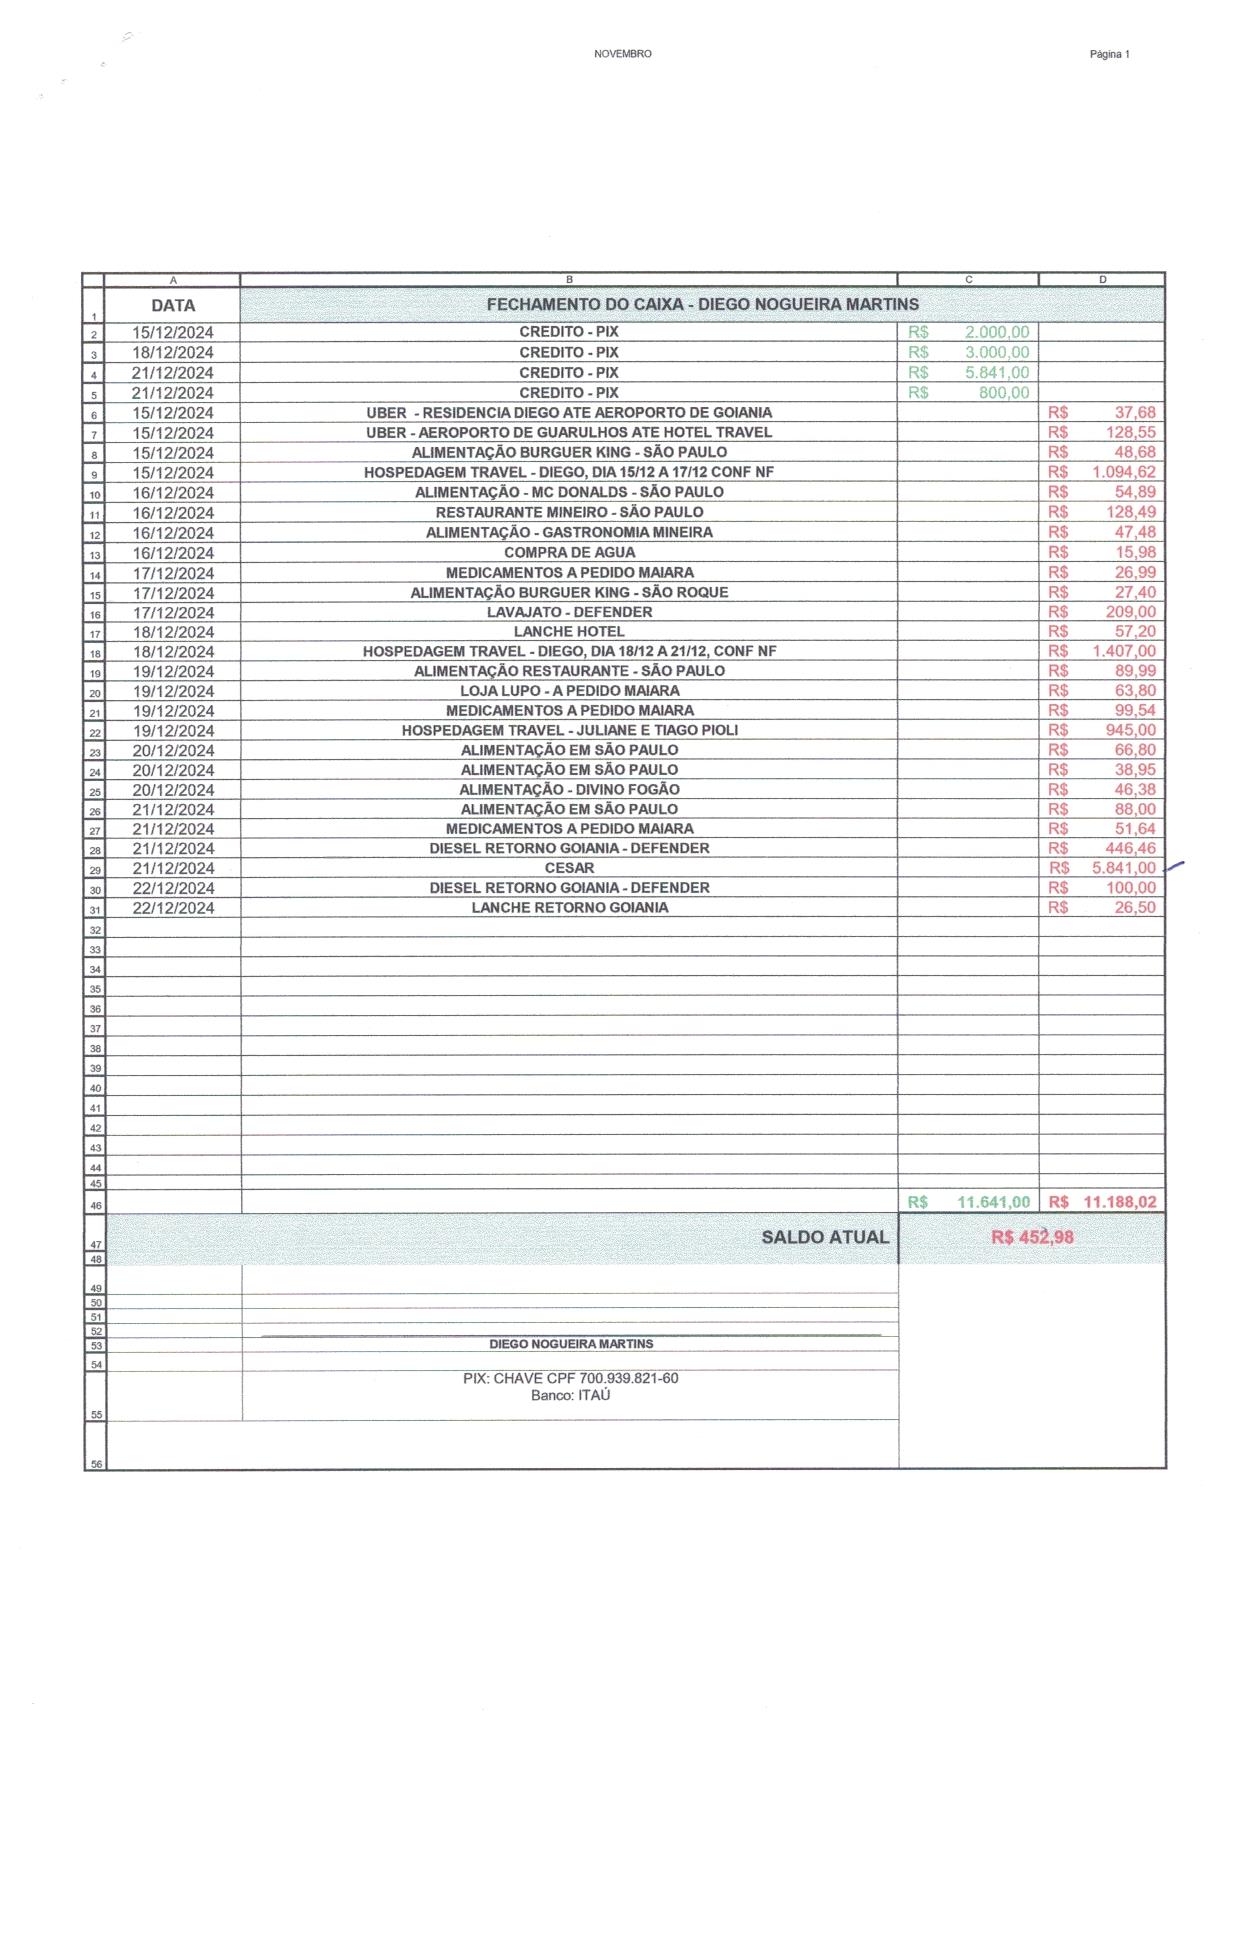 NOVEMBRO Página 1
A B C D
1 DATA FECHAMENTO DO CAIXA - DIEGO NOGUEIRA MARTINS
2 15/12/2024 CREDITO - PIX R$ 2.000,00
3 18/12/2024 CREDITO - PIX R$ 3.000,00
4 21/12/2024 CREDITO - PIX R$ 5.841,00
5 21/12/2024 CREDITO - PIX R$ 800,00
6 15/12/2024 UBER - RESIDENCIA DIEGO ATE AEROPORTO DE GOIANIA R$ 37,68
7 15/12/2024 UBER - AEROPORTO DE GUARULHOS ATE HOTEL TRAVEL R$ 128,55
8 15/12/2024 ALIMENTAÇÃO BURGUER KING - SÃO PAULO R$ 48,68
9 15/12/2024 HOSPEDAGEM TRAVEL - DIEGO, DIA 15/12 A 17/12 CONF NF R$ 1.094,62
10 16/12/2024 ALIMENTAÇÃO - MC DONALDS - SÃO PAULO R$ 54,89
11 16/12/2024 RESTAURANTE MINEIRO - SÃO PAULO R$ 128,49
12 16/12/2024 ALIMENTAÇÃO - GASTRONOMIA MINEIRA R$ 47,48
13 16/12/2024 COMPRA DE AGUA R$ 15,98
14 17/12/2024 MEDICAMENTOS A PEDIDO MAIARA R$ 26,99
15 17/12/2024 ALIMENTAÇÃO BURGUER KING - SÃO ROQUE R$ 27,40
16 17/12/2024 LAVAJATO - DEFENDER R$ 209,00
17 18/12/2024 LANCHE HOTEL R$ 57,20
18 18/12/2024 HOSPEDAGEM TRAVEL - DIEGO, DIA 18/12 A 21/12, CONF NF R$ 1.407,00
19 19/12/2024 ALIMENTAÇÃO RESTAURANTE - SÃO PAULO R$ 89,99
20 19/12/2024 LOJA LUPO - A PEDIDO MAIARA R$ 63,80
21 19/12/2024 MEDICAMENTOS A PEDIDO MAIARA R$ 99,54
22 19/12/2024 HOSPEDAGEM TRAVEL - JULIANE E TIAGO PIOLI R$ 945,00
23 20/12/2024 ALIMENTAÇÃO EM SÃO PAULO R$ 66,80
24 20/12/2024 ALIMENTAÇÃO EM SÃO PAULO R$ 38,95
25 20/12/2024 ALIMENTAÇÃO - DIVINO FOGÃO R$ 46,38
26 21/12/2024 ALIMENTAÇÃO EM SÃO PAULO R$ 88,00
27 21/12/2024 MEDICAMENTOS A PEDIDO MAIARA R$ 51,64
28 21/12/2024 DIESEL RETORNO GOIANIA - DEFENDER R$ 446,46
29 21/12/2024 CESAR R$ 5.841,00
30 22/12/2024 DIESEL RETORNO GOIANIA - DEFENDER R$ 100,00
31 22/12/2024 LANCHE RETORNO GOIANIA R$ 26,50
32
33
34
35
36
37
38
39
40
41
42
43
44
45
46 R$ 11.641,00 R$ 11.188,02
47 SALDO ATUAL R$ 452,98
48
49
50
51
52
53 DIEGO NOGUEIRA MARTINS
54
PIX: CHAVE CPF 700.939.821-60
55 Banco: ITAÚ
56